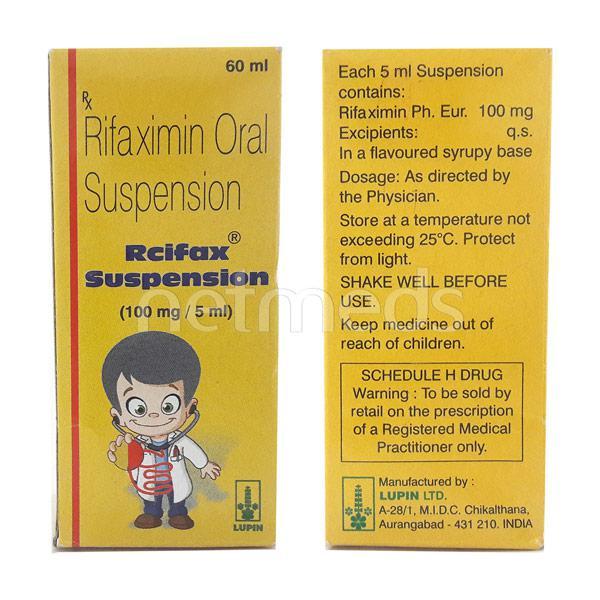 60 ml
Rx
Rifaximin Oral
Suspension
Rcifax®
Suspension
(100 mg / 5 ml)
LUPIN
Each 5 ml Suspension
contains:
Rifaximin Ph. Eur. 100 mg
Excipients: q.s.
In a flavoured syrupy base
Dosage: As directed by
the Physician.
Store at a temperature not
exceeding 25°C. Protect
from light.
SHAKE WELL BEFORE
USE.
Keep medicine out of
reach of children.
SCHEDULE H DRUG
Warning : To be sold by
retail on the prescription
of a Registered Medical
Practitioner only.
Manufactured by :
LUPIN LTD.
A-28/1, M.I.D.C. Chikalthana,
Aurangabad - 431 210. INDIA
netmeds